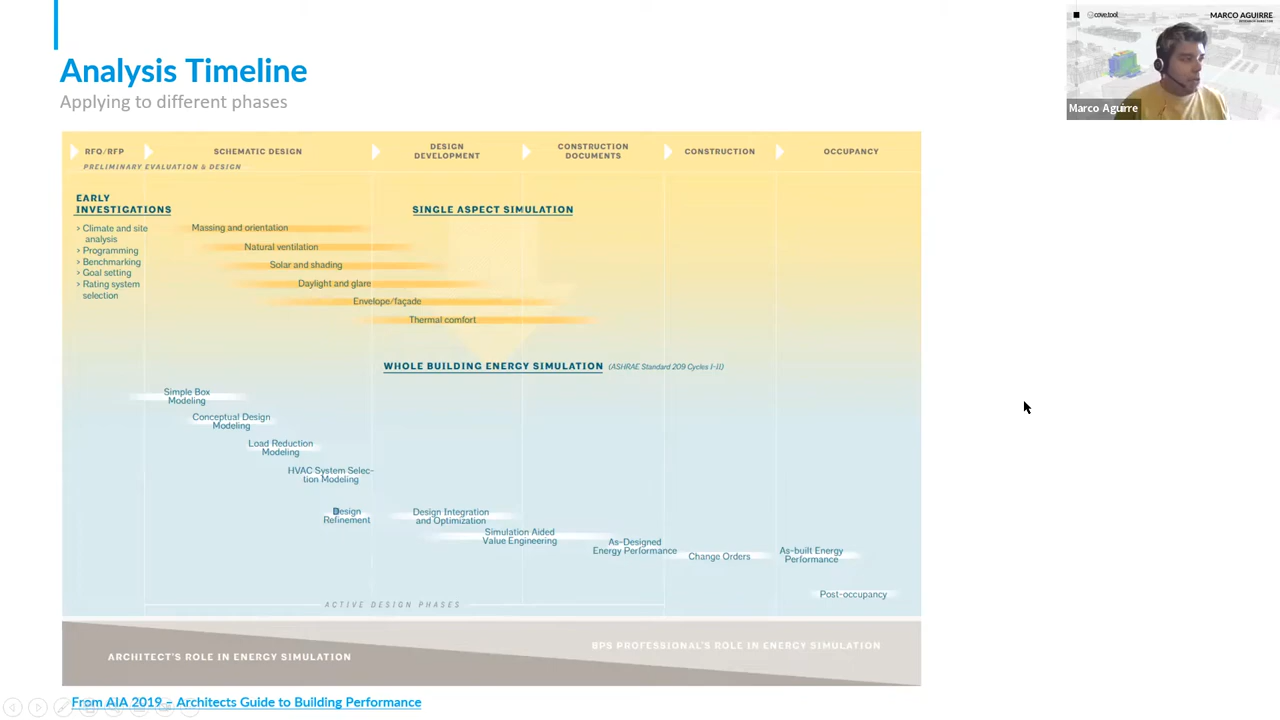 Analysis Timeline
Applying to different phases
cove.tool
MARCO AGUIRRE
Marco Aguirre
RFQ/RFP
SCHEMATIC DESIGN
DESIGN
DEVELOPMENT
CONSTRUCTION
DOCUMENTS
CONSTRUCTION
OCCUPANCY
PRELIMINARY EVALUATION & DESIGN
EARLY
INVESTIGATIONS
> Climate and site
analysis
> Programming
> Benchmarking
> Goal setting
> Rating system
selection
SINGLE ASPECT SIMULATION
Massing and orientation
Natural ventilation
Solar and shading
Daylight and glare
Envelope/façade
Thermal comfort
WHOLE BUILDING ENERGY SIMULATION (ASHRAE Standard 209 Cycles I-II)
Simple Box
Modeling
Conceptual Design
Modeling
Load Reduction
Modeling
HVAC System Selec-
tion Modeling
Design
Refinement
Design Integration
and Optimization
Simulation Aided
Value Engineering
As-Designed
Energy Performance
Change Orders
As-built Energy
Performance
Post-occupancy
ACTIVE DESIGN PHASES
ARCHITECT'S ROLE IN ENERGY SIMULATION
BPS PROFESSIONAL'S ROLE IN ENERGY SIMULATION
From AIA 2019 – Architects Guide to Building Performance